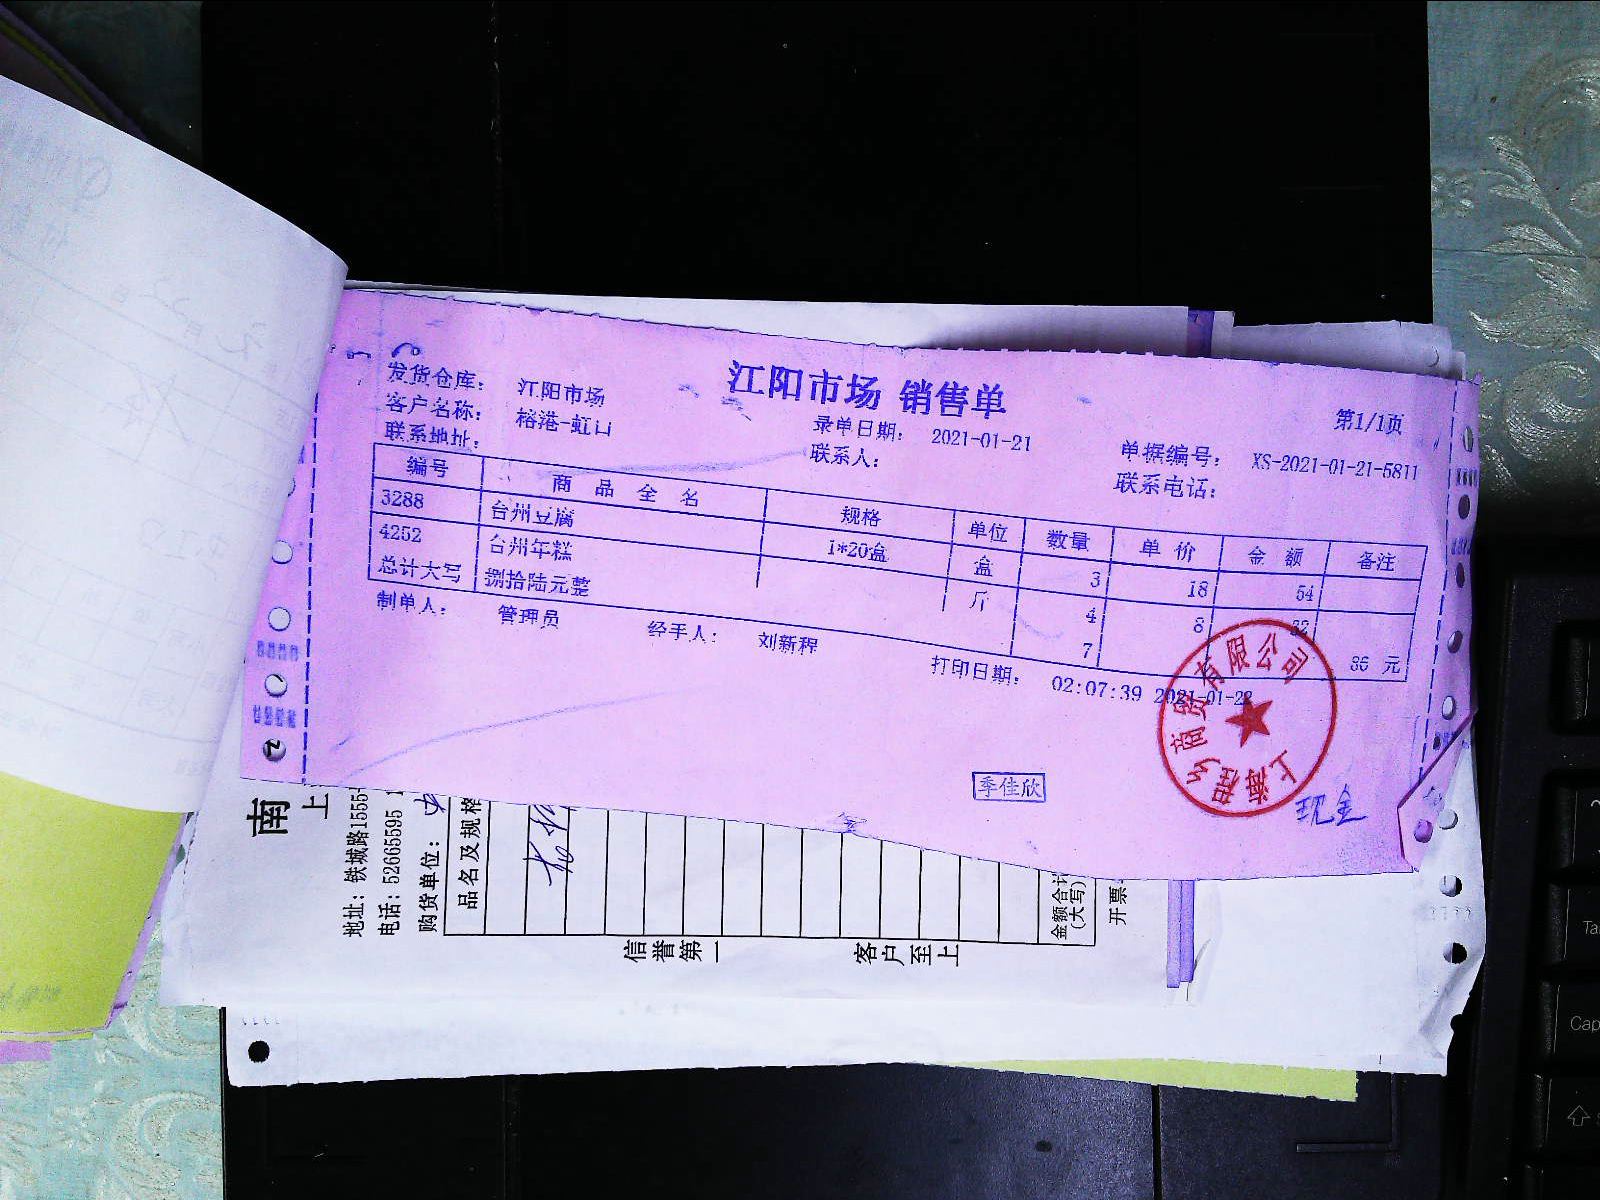 江阳市场 销售单
第1/1页
发货仓库： 江阳市场
客户名称： 榕港-虹口
录单日期： 2021-01-21
单据编号： XS-2021-01-21-5811
联系地址：
联系人：
联系电话：
编号 商品全名 规格 单位 数量 单价 金额 备注
3288 台州豆腐 1*20盒 盒 3 18 54
4252 台州年糕 斤 4 8 32
总计大写 捌拾陆元整 7 86 元
制单人： 管理员 经手人： 刘新程 打印日期： 02:07:39 2021-01-22
季佳欣
现金
南
上
地址：铁城路1555
电话：52665595
购货单位：
品名及规格
金额合计
(大写)
开票
信誉第一
客户至上
Tab
Cap